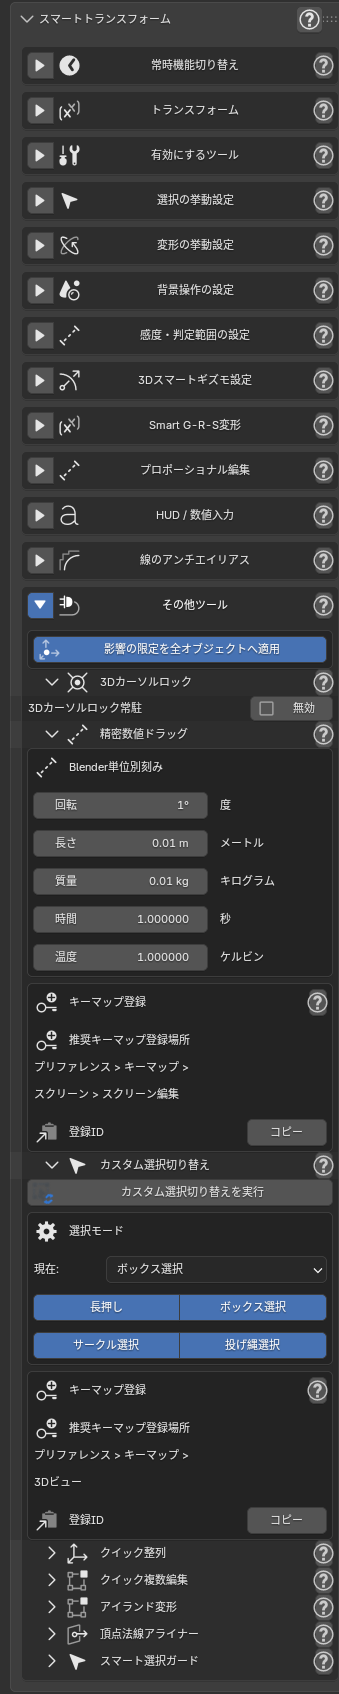 スマートトランスフォーム
常時機能切り替え
トランスフォーム
有効にするツール
選択の挙動設定
変形の挙動設定
背景操作の設定
感度・判定範囲の設定
3Dスマートギズモ設定
Smart G-R-S変形
プロポーショナル編集
HUD / 数値入力
線のアンチエイリアス
その他ツール
影響の限定を全オブジェクトへ適用
3Dカーソルロック
3Dカーソルロック常駐 無効
精密数値ドラッグ
Blender単位別刻み
回転 1° 度
長さ 0.01 m メートル
質量 0.01 kg キログラム
時間 1.000000 秒
温度 1.000000 ケルビン
キーマップ登録
推奨キーマップ登録場所
プリファレンス > キーマップ >
スクリーン > スクリーン編集
登録ID コピー
カスタム選択切り替え
カスタム選択切り替えを実行
選択モード
現在: ボックス選択
長押し ボックス選択
サークル選択 投げ縄選択
キーマップ登録
推奨キーマップ登録場所
プリファレンス > キーマップ >
3Dビュー
登録ID コピー
クイック整列
クイック複数編集
アイランド変形
頂点法線アライナー
スマート選択ガード